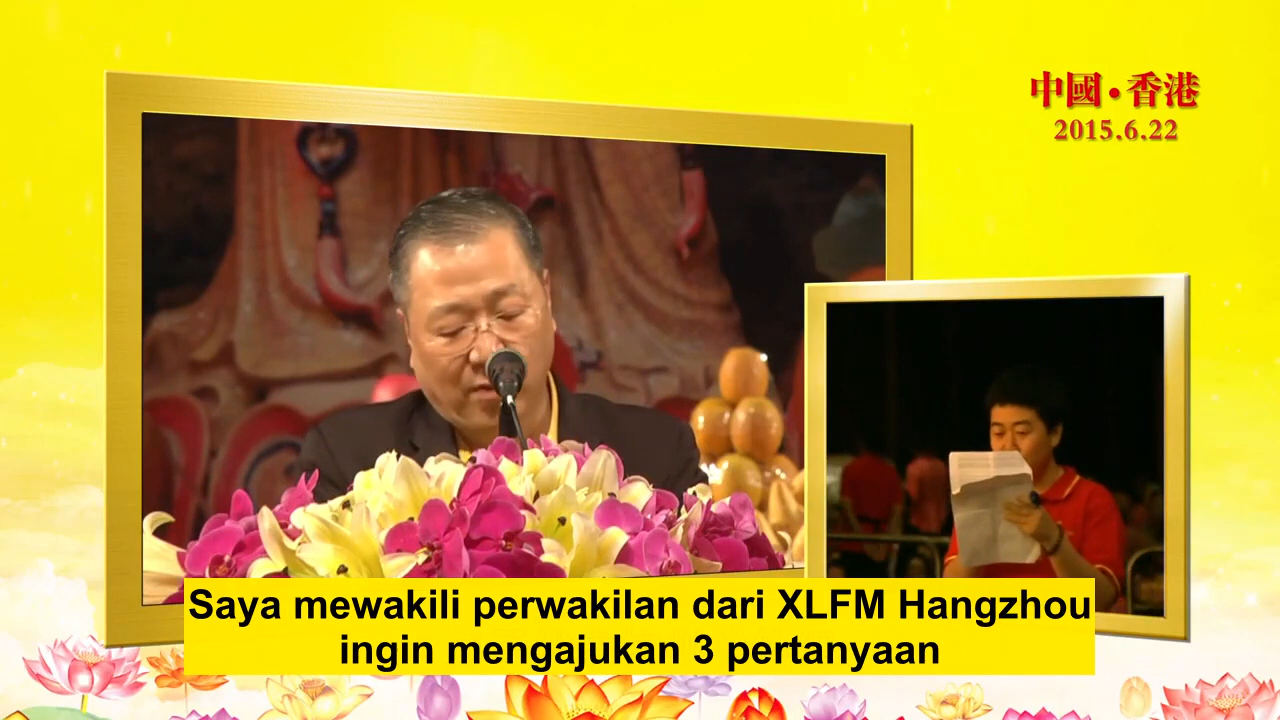 中國•香港
2015.6.22
Saya mewakili perwakilan dari XLFM Hangzhou
ingin mengajukan 3 pertanyaan